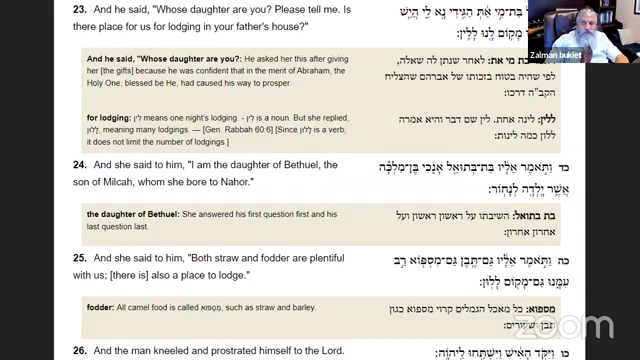 23. And he said, "Whose daughter are you? Please tell me. Is
there place for us for lodging in your father's house?"
בַּת־מִ֣י אַ֔תְּ הַגִּ֥ידִי נָ֖א לִ֑י הֲיֵ֧שׁ
מָק֥וֹם לָ֖נוּ לָלִֽין:
And he said, "Whose daughter are you?: He asked her this after giving
her [the gifts] because he was confident that in the merit of Abraham, the
Holy One, blessed be He, had caused his way to prosper.
בת מי את: לאחר שנתן לה שאלה,
לפי שהיה בטוח בזכותו של אברהם שהצליח
הקב"ה דרכו:
for lodging: לִין means one night's lodging. - לִין is a noun. But she replied,
לָלוּן, meaning many lodgings. — [Gen. Rabbah 60:6] [Since לָלוּן is a verb,
it does not limit the number of lodgings.]
ללין: לינה אחת. לין שם דבר והיא אמרה
ללון כמה לינות:
24. And she said to him, "I am the daughter of Bethuel, the
son of Milcah, whom she bore to Nahor."
כד וַתֹּ֣אמֶר אֵלָ֔יו בַּת־בְּתוּאֵ֖ל אָנֹ֑כִי בֶּן־מִלְכָּ֕ה
אֲשֶׁ֥ר יָלְדָ֖ה לְנָחֽוֹר:
the daughter of Bethuel: She answered his first question first and his
last question last.
בת בתואל: השיבתו על ראשון ראשון ועל
אחרון אחרון:
25. And she said to him, "Both straw and fodder are plentiful
with us; [there is] also a place to lodge."
כה וַתֹּ֣אמֶר אֵלָ֔יו גַּם־תֶּ֥בֶן גַּם־מִסְפּ֖וֹא רַ֣ב
עִמָּ֑נוּ גַּם־מָק֖וֹם לָלֽוּן:
fodder: All camel food is called מִסְפּוֹא, such as straw and barley.
מספוא: כל מאכל הגמלים קרוי מספוא כגון
תבן ושעורים:
26. And the man kneeled and prostrated himself to the Lord.
וַיִּקֹּ֣ד הָאִ֔ישׁ וַיִּשְׁתַּ֖חוּ לַֽיהֹוָֽה:
Zalman bukiet
zoom